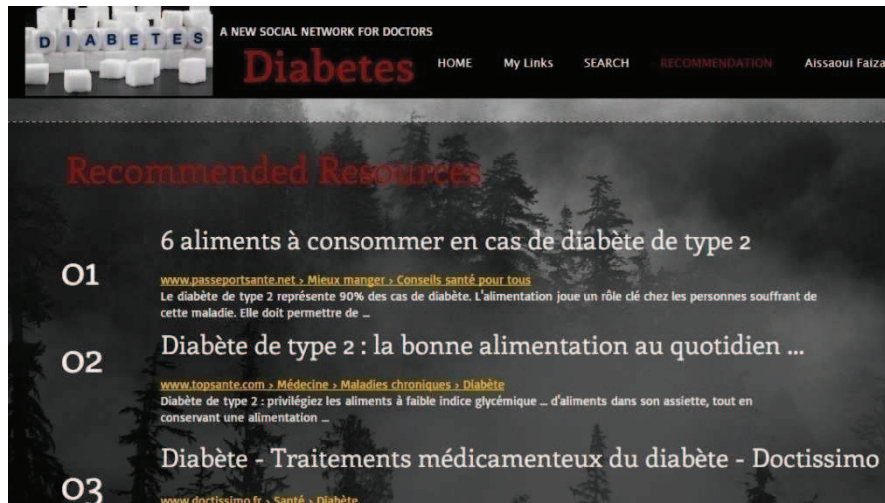 DIABETES
A NEW SOCIAL NETWORK FOR DOCTORS
Diabetes
HOME My Links SEARCH RECOMMENDATION Aissaoui Faiza
Recommended Resources
01
6 aliments à consommer en cas de diabète de type 2
www.passeportsante.net › Mieux manger › Conseils santé pour tous
Le diabète de type 2 représente 90% des cas de diabète. L'alimentation joue un rôle clé chez les personnes souffrant de
cette maladie. Elle doit permettre de ...
02
Diabète de type 2 : la bonne alimentation au quotidien ...
www.topsante.com › Médecine › Maladies chroniques › Diabète
Diabète de type 2 : privilégiez les aliments à faible indice glycémique ... d'aliments dans son assiette, tout en
conservant une alimentation ...
03
Diabète - Traitements médicamenteux du diabète - Doctissimo
www.doctissimo.fr › Santé › Diabète